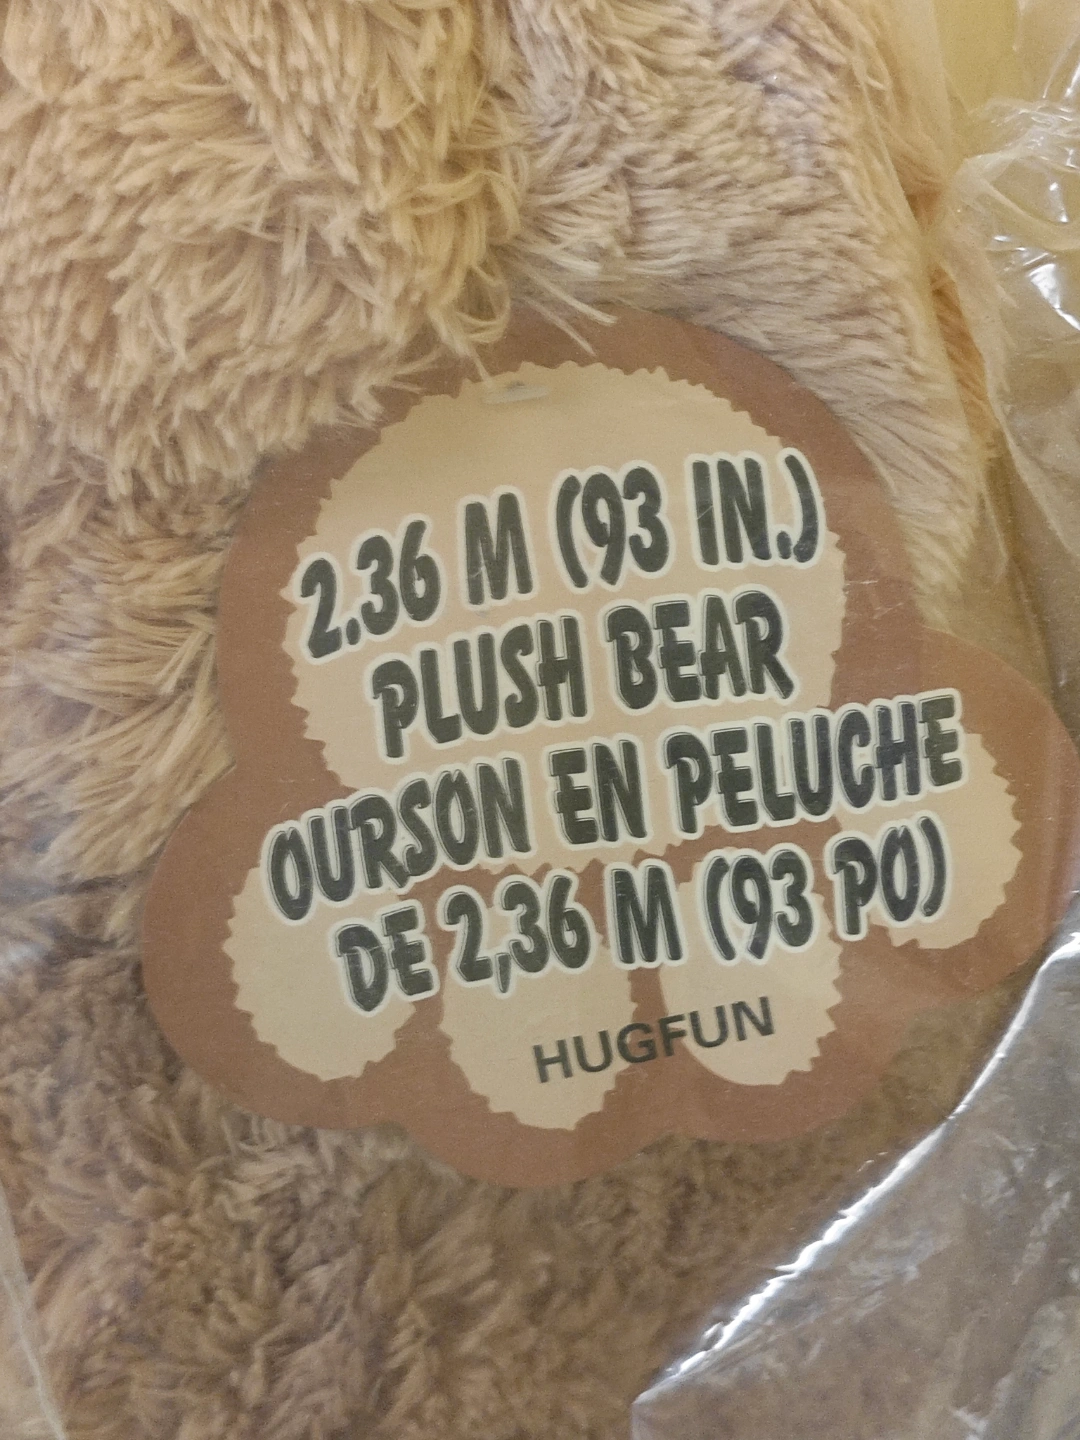 2.36 M (93 IN.)
PLUSH BEAR
OURSON EN PELUCHE
DE 2,36 M (93 PO)
HUGFUN